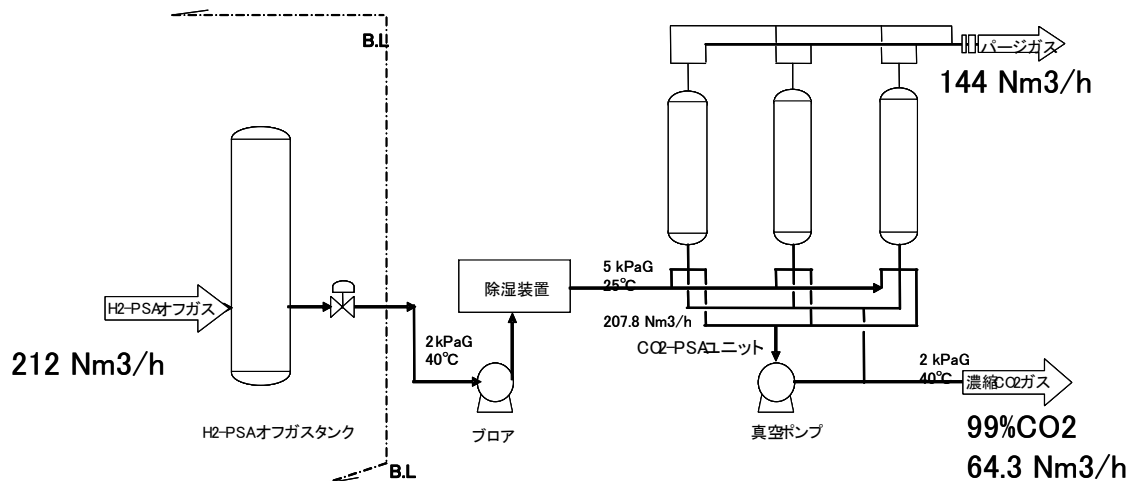 B.L
パージガス
144 Nm3/h
H2-PSAオフガス
212 Nm3/h
除湿装置
5 kPaG
25℃
207.8 Nm3/h
CO2-PSAユニット
2 kPaG
40℃
2 kPaG
40℃
濃縮CO2ガス
H2-PSAオフガスタンク
ブロア
真空ポンプ
99%CO2
64.3 Nm3/h
B.L